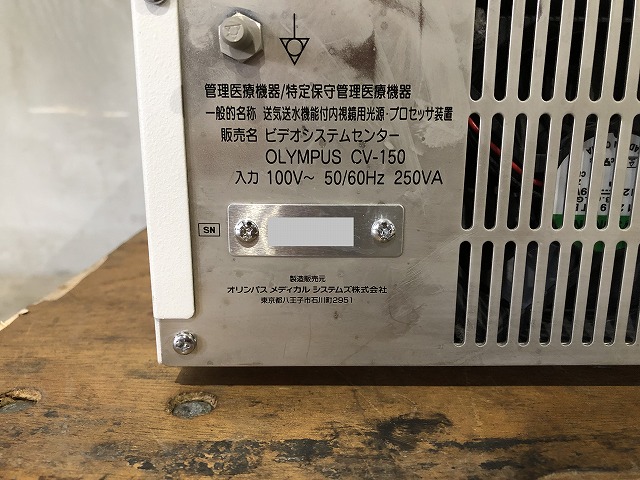 管理医療機器/特定保守管理医療機器
一般的名称 送気送水機能付内視鏡用光源・プロセッサ装置
販売名 ビデオシステムセンター
OLYMPUS CV-150
入力 100V～ 50/60Hz 250VA
SN
製造販売元
オリンパス メディカル システムズ株式会社
東京都八王子市石川町2951